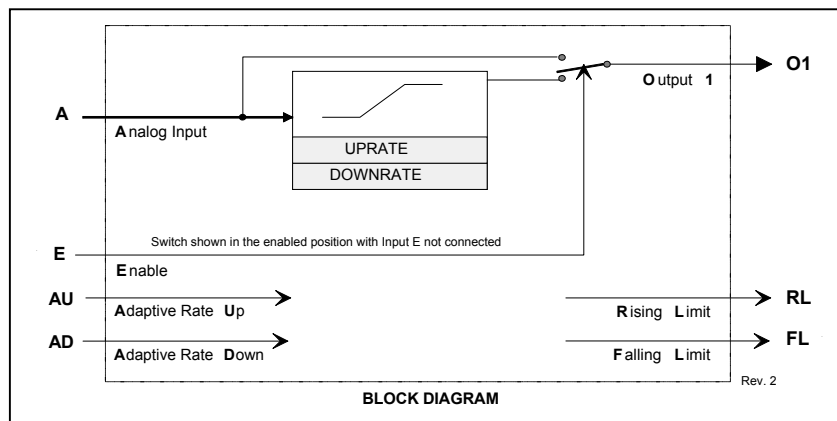 A
Analog Input
UPRATE
DOWNRATE
Output 1
O1
Switch shown in the enabled position with Input E not connected
E
Enable
AU
Adaptive Rate Up
AD
Adaptive Rate Down
Rising Limit
RL
Falling Limit
FL
Rev. 2
BLOCK DIAGRAM